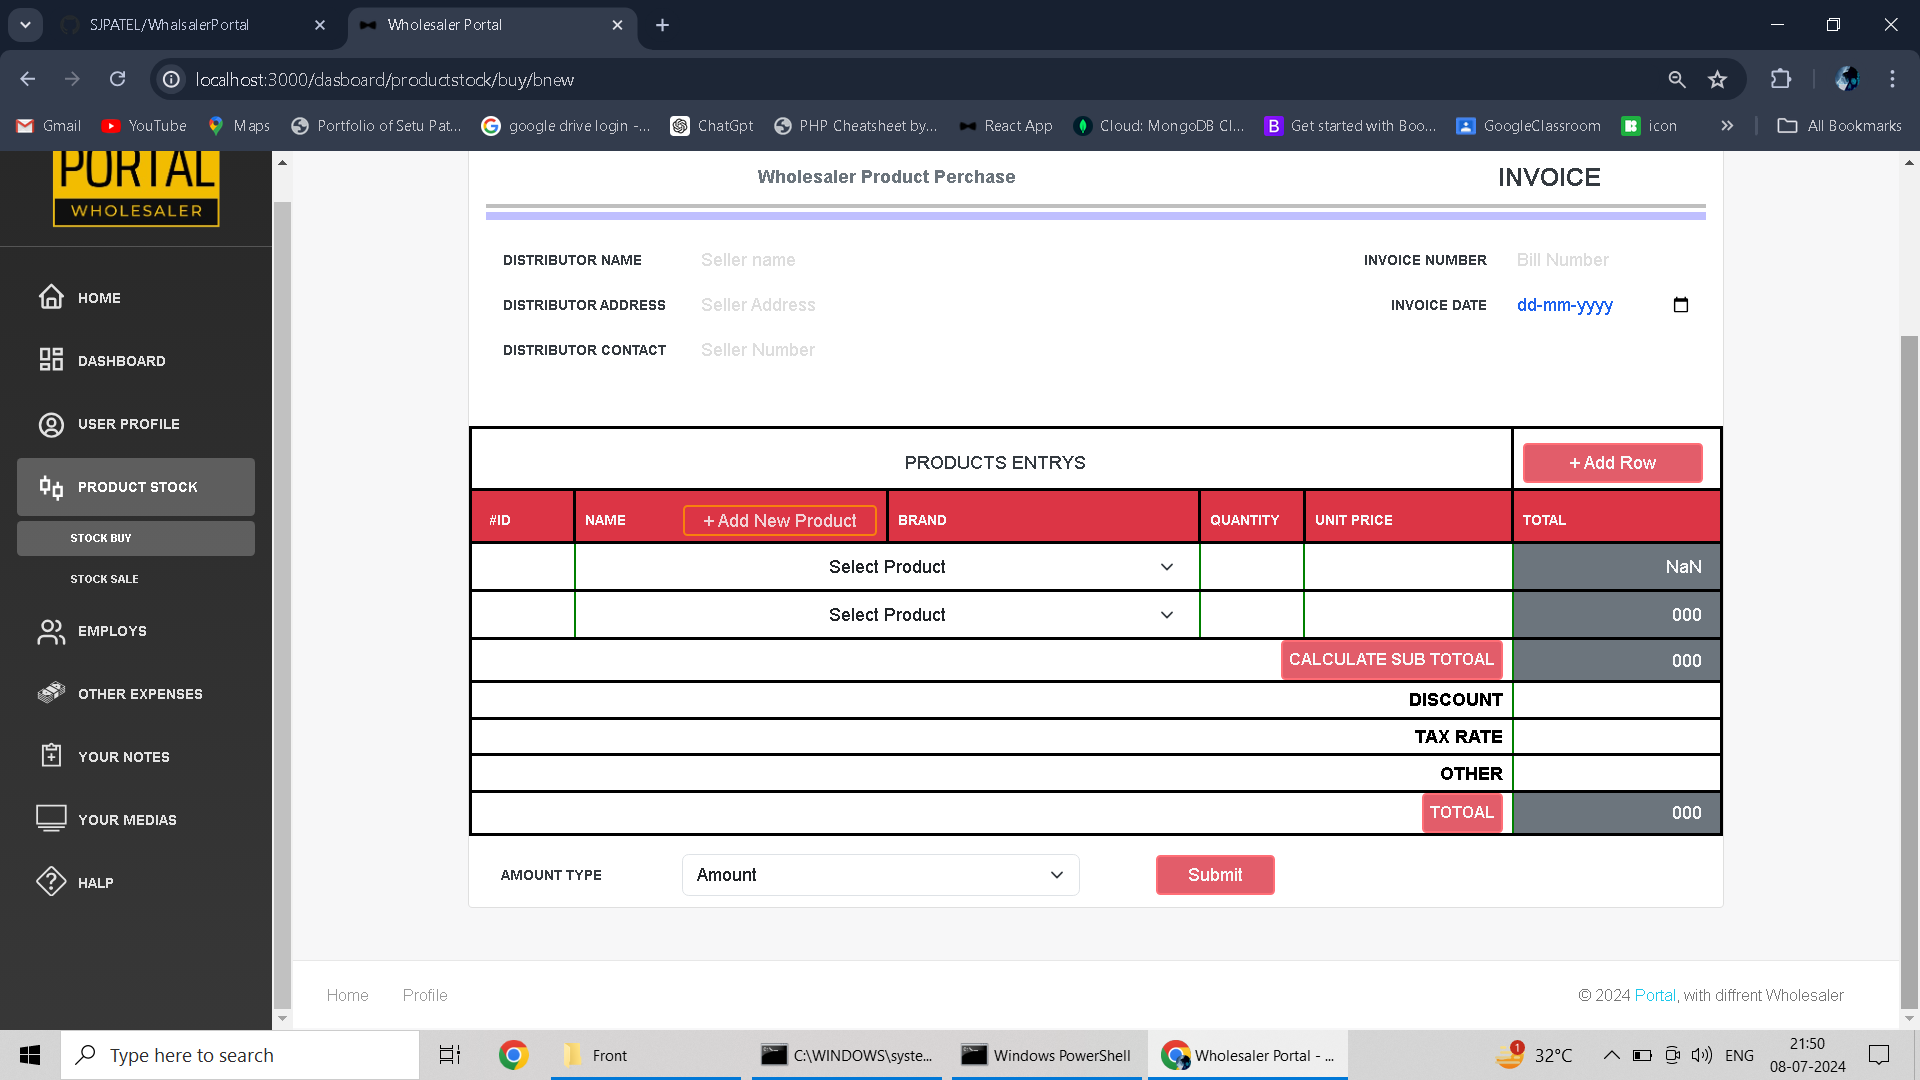 SJPATEL/WhalsalerPortal
Wholesaler Portal
localhost:3000/dasboard/productstock/buy/bnew
Gmail
YouTube
Maps
Portfolio of Setu Pat...
google drive login -...
ChatGpt
PHP Cheatsheet by...
React App
Cloud: MongoDB Cl...
Get started with Boo...
GoogleClassroom
icon
All Bookmarks
PORTAL
WHOLESALER
HOME
DASHBOARD
USER PROFILE
PRODUCT STOCK
STOCK BUY
STOCK SALE
EMPLOYS
OTHER EXPENSES
YOUR NOTES
YOUR MEDIAS
HALP
Wholesaler Product Perchase
INVOICE
DISTRIBUTOR NAME Seller name
INVOICE NUMBER Bill Number
DISTRIBUTOR ADDRESS Seller Address
INVOICE DATE dd-mm-yyyy
DISTRIBUTOR CONTACT Seller Number
PRODUCTS ENTRYS
+ Add Row
#ID NAME + Add New Product BRAND QUANTITY UNIT PRICE TOTAL
Select Product NaN
Select Product 000
CALCULATE SUB TOTOAL 000
DISCOUNT
TAX RATE
OTHER
TOTOAL 000
AMOUNT TYPE Amount Submit
Home Profile
© 2024 Portal, with diffrent Wholesaler
Type here to search
Front
C:\WINDOWS\syste...
Windows PowerShell
Wholesaler Portal - ...
1
32°C
ENG
21:50
08-07-2024